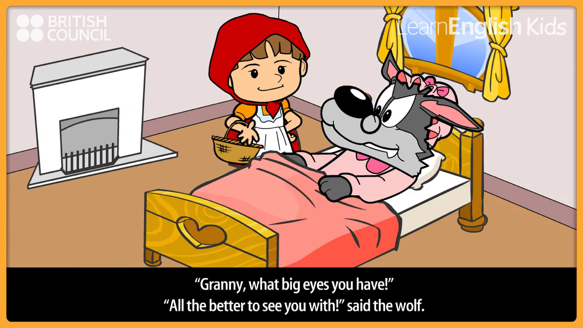 BRITISH
COUNCIL
LearnEnglish Kids
“Granny, what big eyes you have!”
“All the better to see you with!” said the wolf.